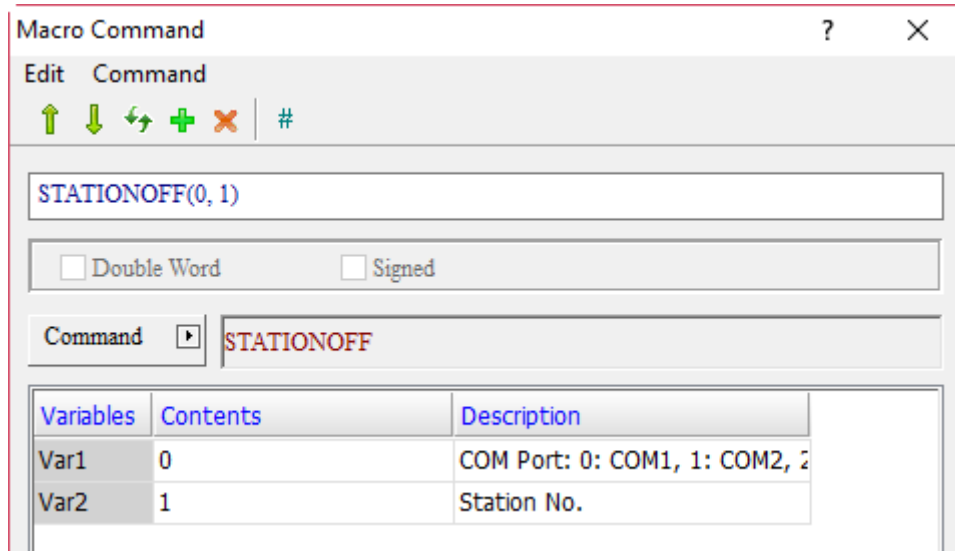 Macro Command ?
Edit Command
#
STATIONOFF(0, 1)
Double Word Signed
Command STATIONOFF
Variables Contents Description
Var1 0 COM Port: 0: COM1, 1: COM2, 2
Var2 1 Station No.